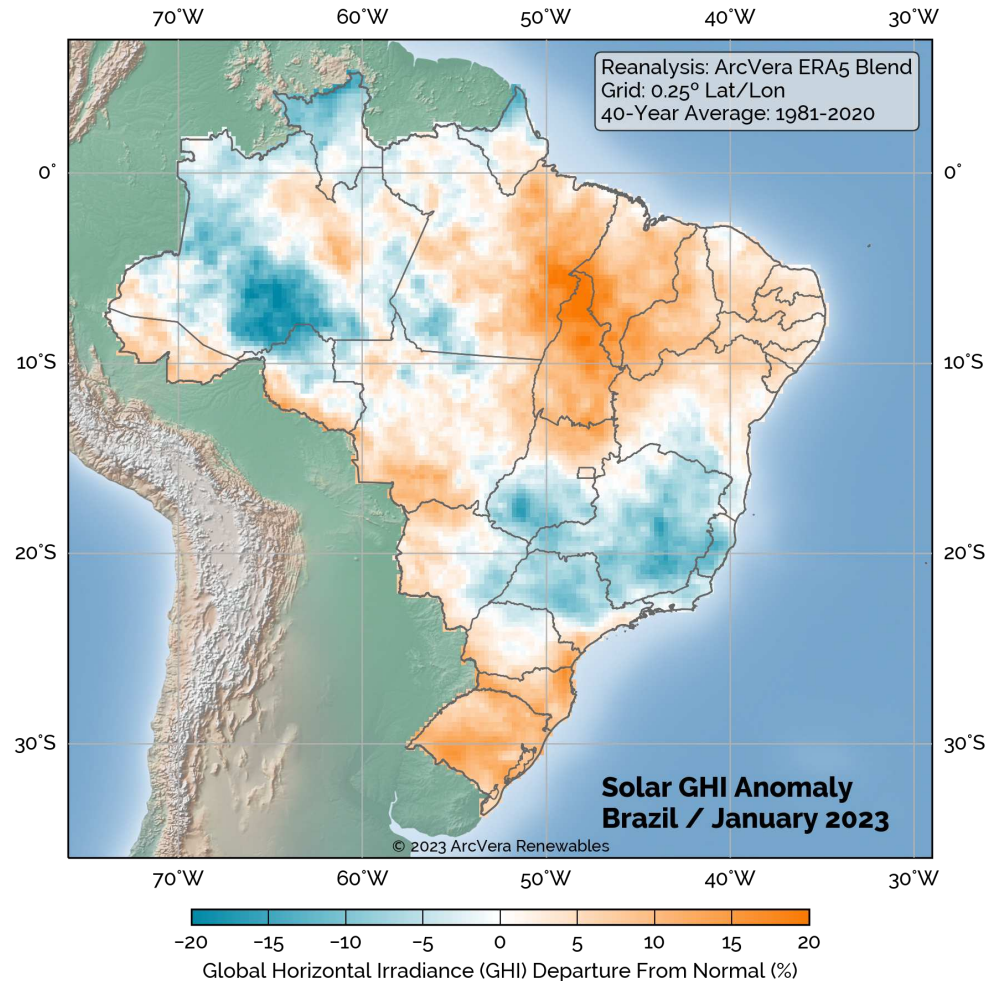 70°W 60°W 50°W 40°W 30°W
Reanalysis: ArcVera ERA5 Blend
Grid: 0.25º Lat/Lon
40-Year Average: 1981-2020
0° 0°
10°S 10°S
20°S 20°S
30°S 30°S
Solar GHI Anomaly
Brazil / January 2023
© 2023 ArcVera Renewables
70°W 60°W 50°W 40°W 30°W
−20 −15 −10 −5 0 5 10 15 20
Global Horizontal Irradiance (GHI) Departure From Normal (%)